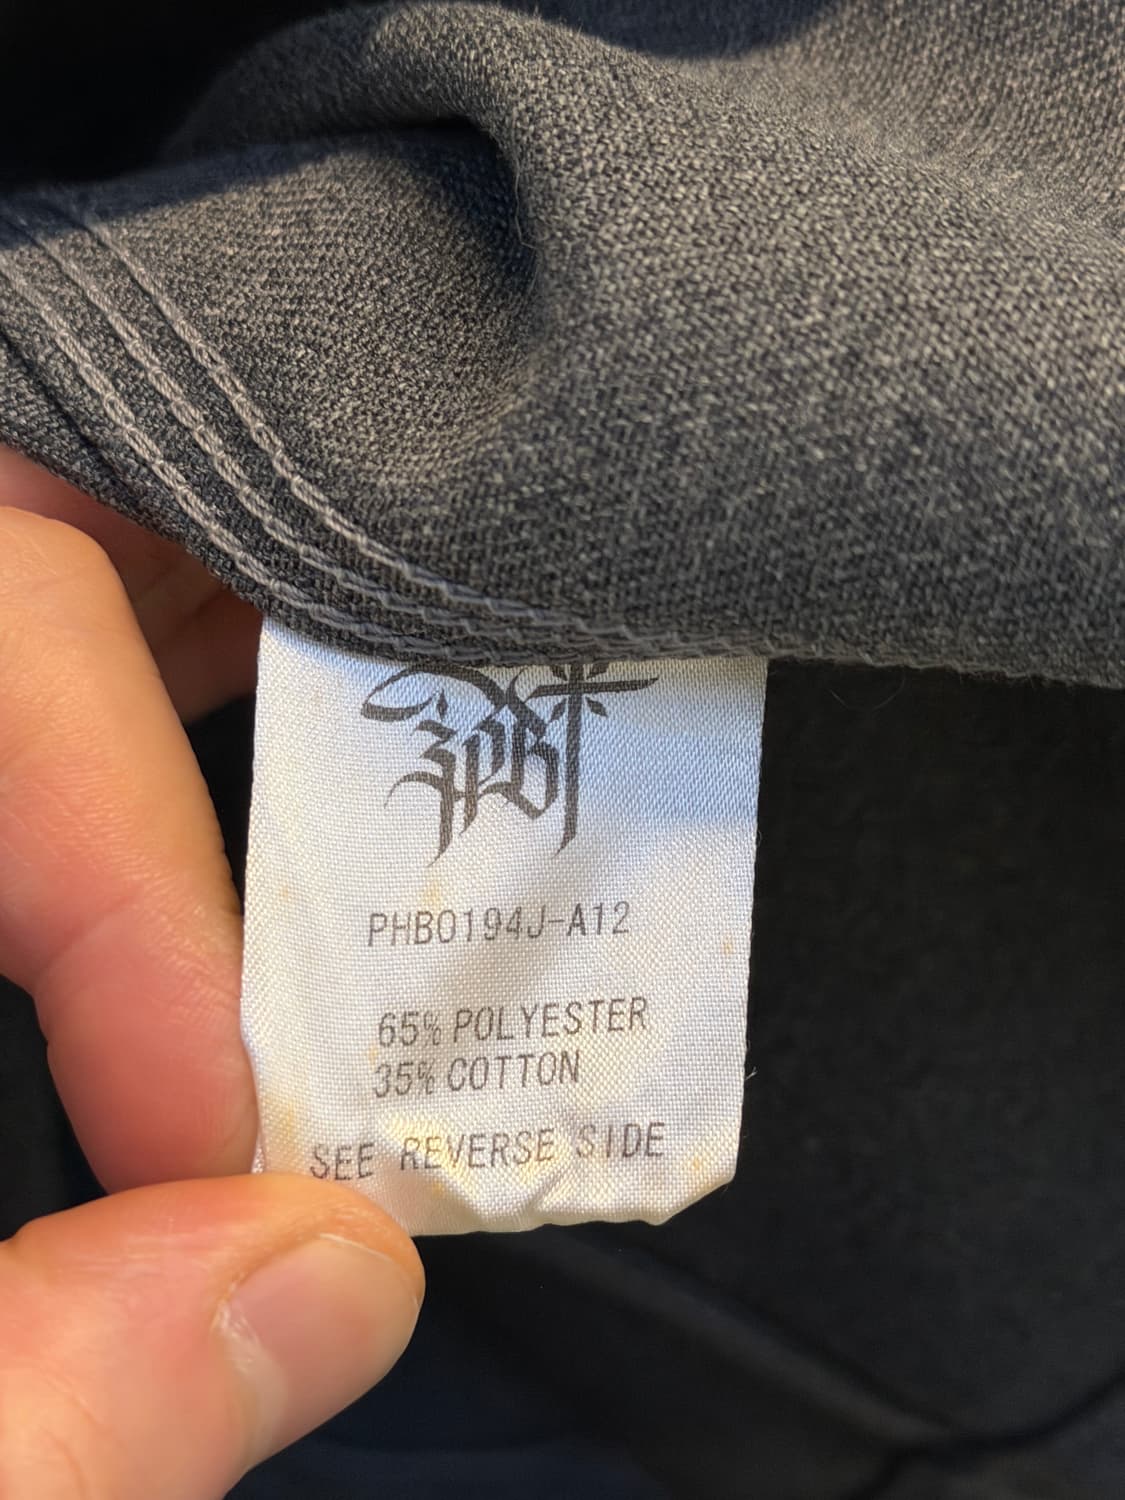 PHB0194J-A12
65% POLYESTER
35% COTTON
SEE REVERSE SIDE